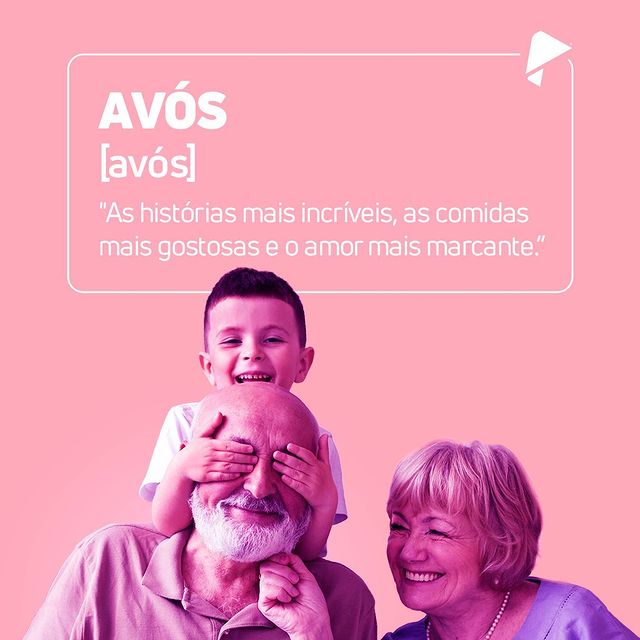 AVÓS
[avós]
"As histórias mais incríveis, as comidas
mais gostosas e o amor mais marcante."